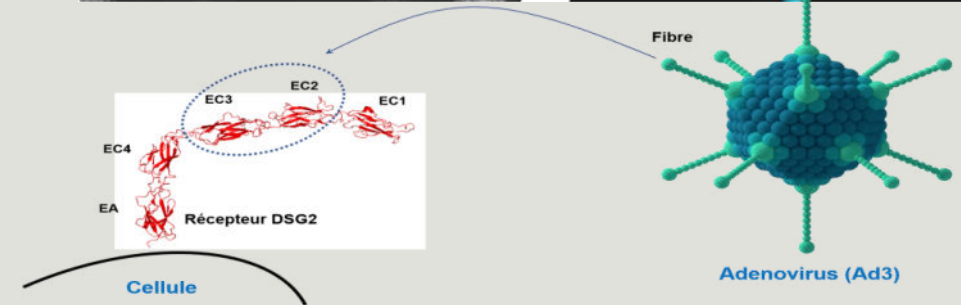 Fibre
EC2
EC3
EC1
EC4
EA
Récepteur DSG2
Cellule
Adenovirus (Ad3)